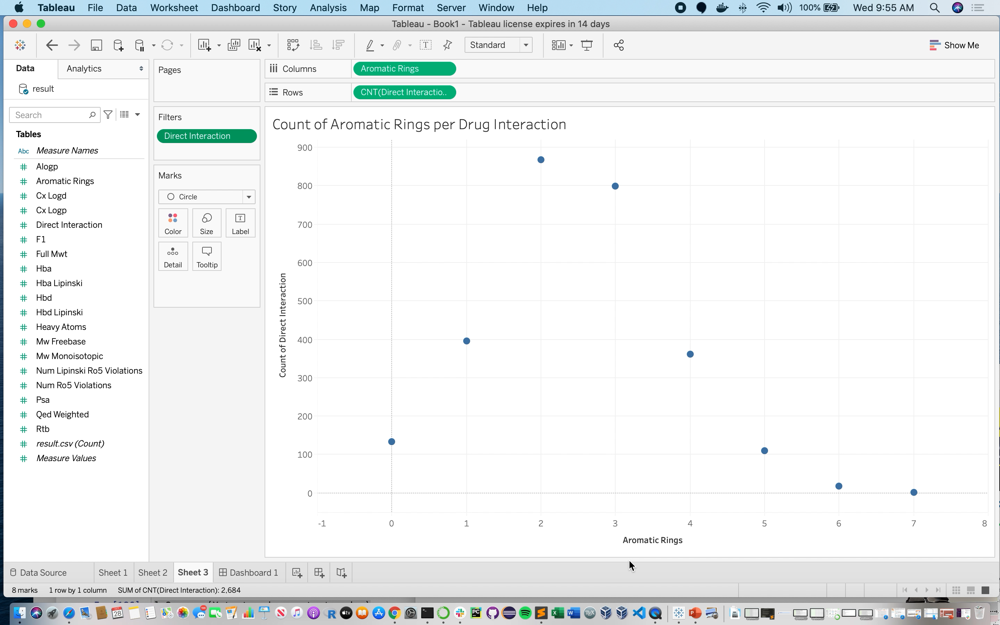 Tableau File Data Worksheet Dashboard Story Analysis Map Format Server Window Help 100% Wed 9:55 AM
Tableau - Book1 - Tableau license expires in 14 days
Standard Show Me
Data Analytics
result
Search
Tables
Abc Measure Names
# Alogp
# Aromatic Rings
# Cx Logd
# Cx Logp
# Direct Interaction
# F1
# Full Mwt
# Hba
# Hba Lipinski
# Hbd
# Hbd Lipinski
# Heavy Atoms
# Mw Freebase
# Mw Monoisotopic
# Num Lipinski Ro5 Violations
# Num Ro5 Violations
# Psa
# Qed Weighted
# Rtb
# result.csv (Count)
# Measure Values
Pages
Filters
Direct Interaction
Marks
Circle
Color Size Label
Detail Tooltip
Columns Aromatic Rings
Rows CNT(Direct Interactio..
Count of Aromatic Rings per Drug Interaction
Count of Direct Interaction
900
800
700
600
500
400
300
200
100
0
-1 0 1 2 3 4 5 6 7 8
Aromatic Rings
Data Source Sheet 1 Sheet 2 Sheet 3 Dashboard 1
8 marks 1 row by 1 column SUM of CNT(Direct Interaction): 2,684
OCT
28
196
tv
PC
TEX